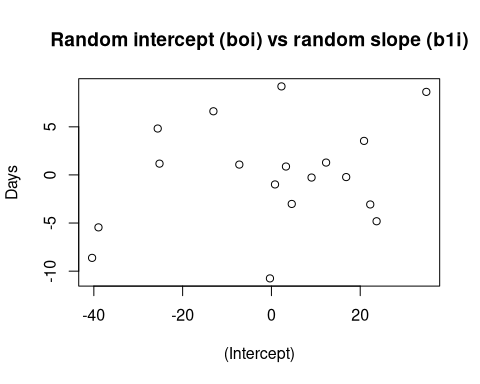 Random intercept (boi) vs random slope (b1i)
Days
5
0
-5
-10
-40
-20
0
20
(Intercept)